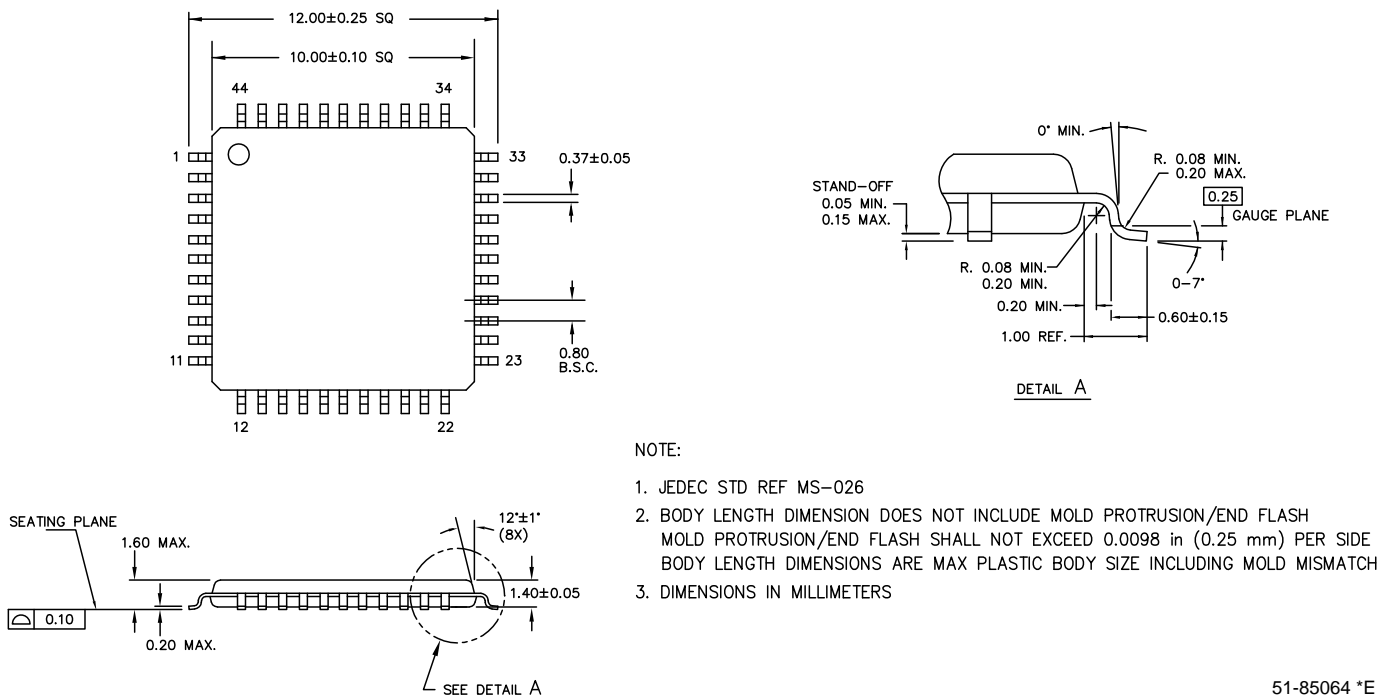 12.00±0.25 SQ
10.00±0.10 SQ
44
34
1
33
0.37±0.05
0.80
B.S.C.
11
23
12
22
0° MIN.
R. 0.08 MIN.
0.20 MAX.
STAND-OFF
0.05 MIN.
0.15 MAX.
0.25
GAUGE PLANE
R. 0.08 MIN.
0.20 MIN.
0-7°
0.20 MIN.
0.60±0.15
1.00 REF.
DETAIL A
NOTE:
1. JEDEC STD REF MS-026
2. BODY LENGTH DIMENSION DOES NOT INCLUDE MOLD PROTRUSION/END FLASH
MOLD PROTRUSION/END FLASH SHALL NOT EXCEED 0.0098 in (0.25 mm) PER SIDE
BODY LENGTH DIMENSIONS ARE MAX PLASTIC BODY SIZE INCLUDING MOLD MISMATCH
3. DIMENSIONS IN MILLIMETERS
SEATING PLANE
1.60 MAX.
12°±1°
(8X)
1.40±0.05
0.10
0.20 MAX.
SEE DETAIL A
51-85064 *E